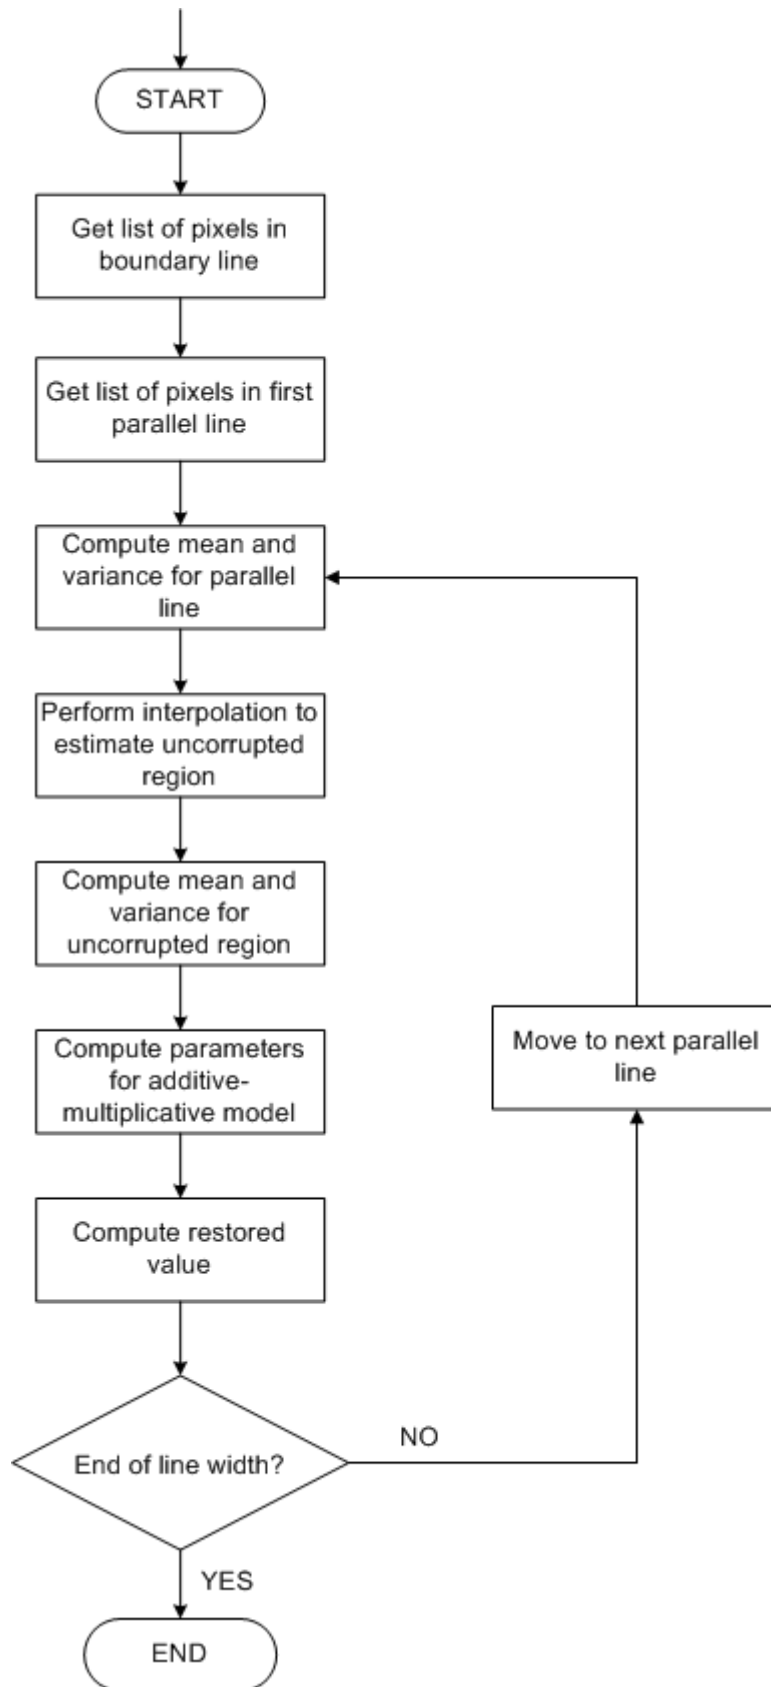 START
Get list of pixels in
boundary line
Get list of pixels in first
parallel line
Compute mean and
variance for parallel
line
Perform interpolation to
estimate uncorrupted
region
Compute mean and
variance for
uncorrupted region
Compute parameters
for additive-
multiplicative model
Move to next parallel
line
Compute restored
value
End of line width?
NO
YES
END